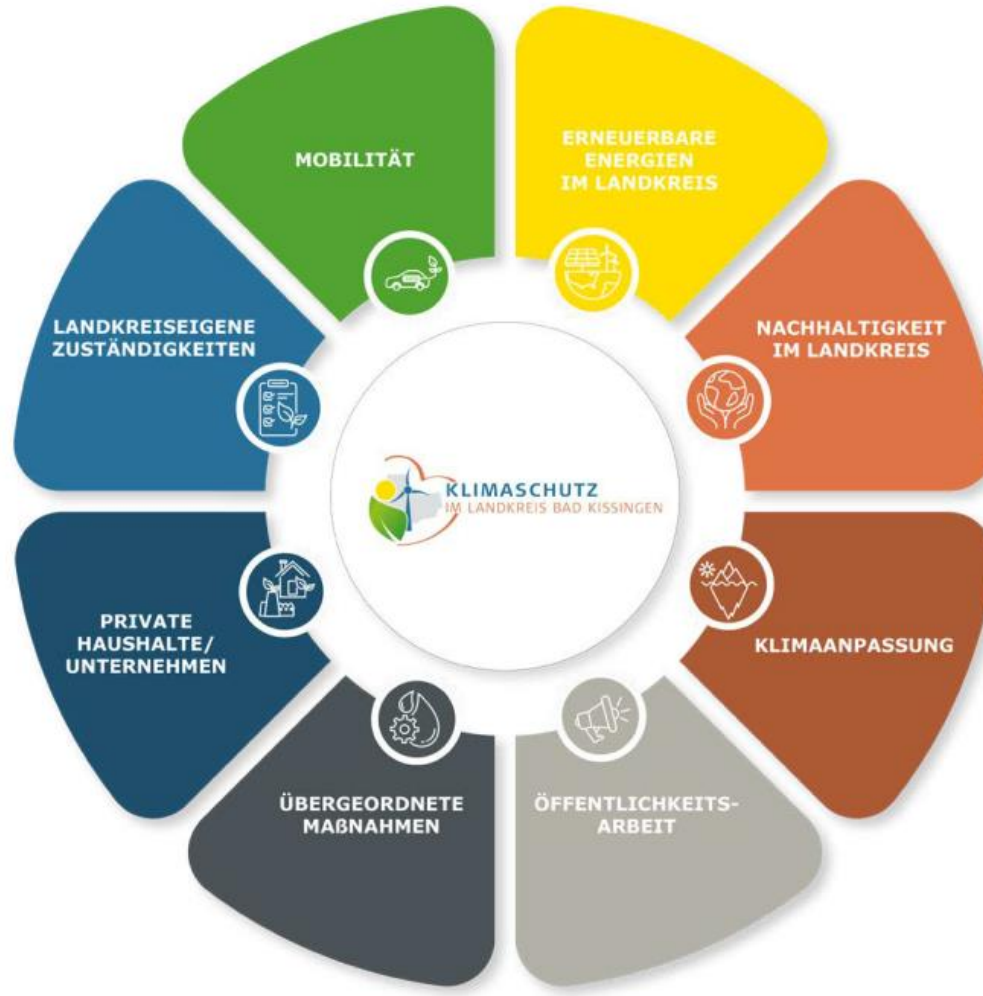 MOBILITÄT
ERNEUERBARE
ENERGIEN
IM LANDKREIS
NACHHALTIGKEIT
IM LANDKREIS
KLIMAANPASSUNG
ÖFFENTLICHKEITS-
ARBEIT
ÜBERGEORDNETE
MAẞNAHMEN
PRIVATE
HAUSHALTE/
UNTERNEHMEN
LANDKREISEIGENE
ZUSTÄNDIGKEITEN
KLIMASCHUTZ
IM LANDKREIS BAD KISSINGEN